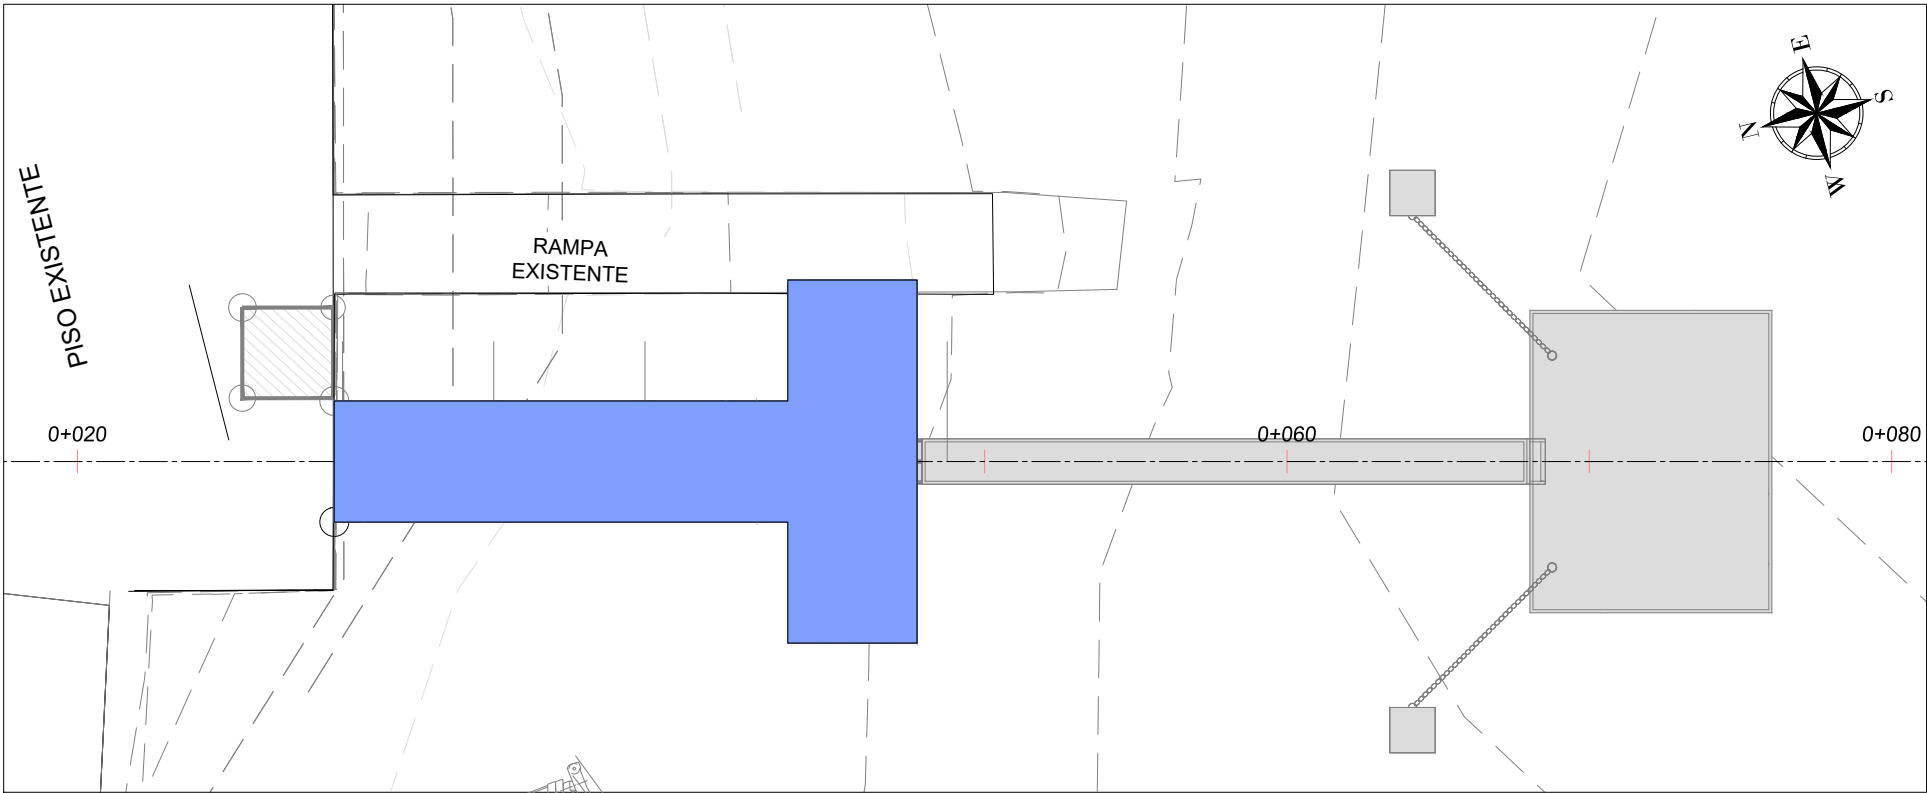 E
S
N
W
PISO EXISTENTE
RAMPA
EXISTENTE
0+020
0+060
0+080